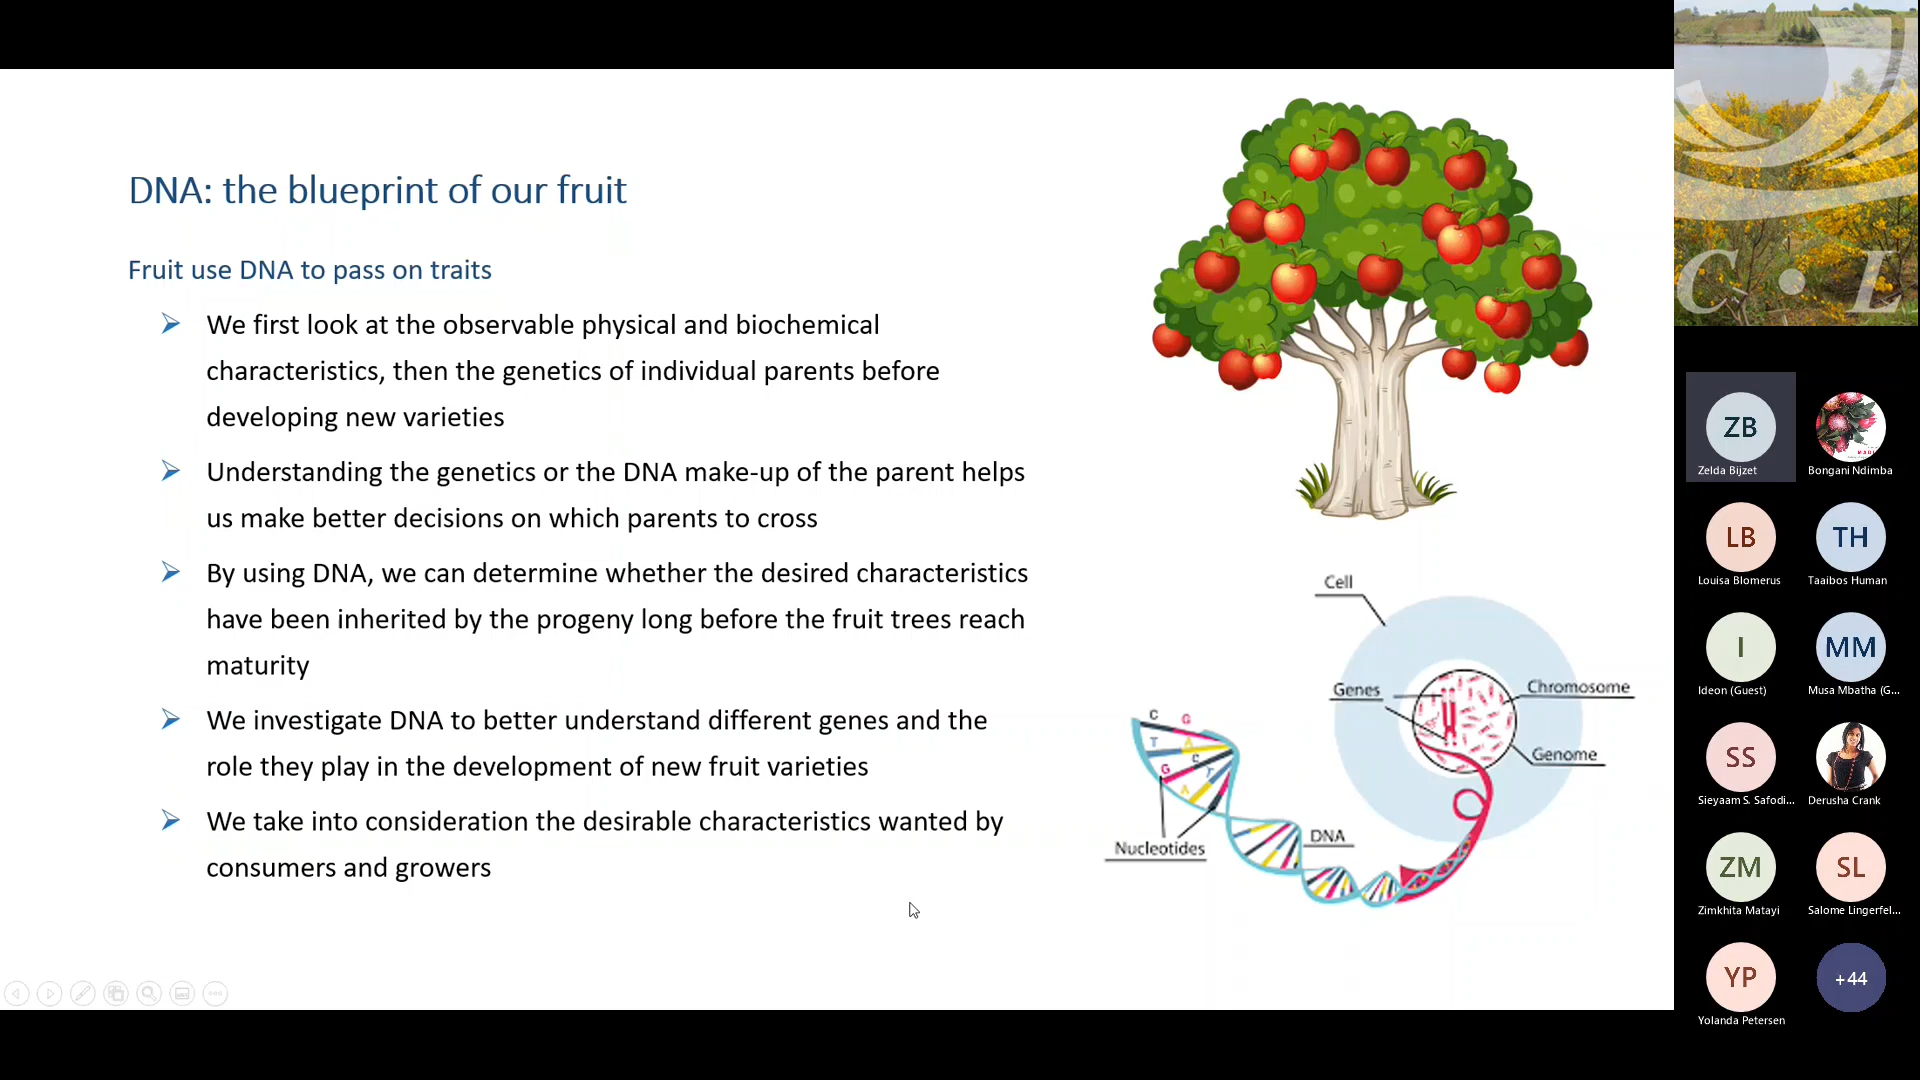 DNA: the blueprint of our fruit
Fruit use DNA to pass on traits
We first look at the observable physical and biochemical
characteristics, then the genetics of individual parents before
developing new varieties
Understanding the genetics or the DNA make-up of the parent helps
us make better decisions on which parents to cross
By using DNA, we can determine whether the desired characteristics
have been inherited by the progeny long before the fruit trees reach
maturity
We investigate DNA to better understand different genes and the
role they play in the development of new fruit varieties
We take into consideration the desirable characteristics wanted by
consumers and growers
Cell
Genes
Chromosome
Genome
C
G
T
A
C
G
T
A
DNA
Nucleotides
C • L
ZB
Zelda Bijzet
Bongani Ndimba
LB
Louisa Blomerus
TH
Taaibos Human
I
Ideon (Guest)
MM
Musa Mbatha (G...
SS
Sieyaam S. Safodi...
Derusha Crank
ZM
Zimkhita Matayi
SL
Salome Lingerfel...
YP
Yolanda Petersen
+44